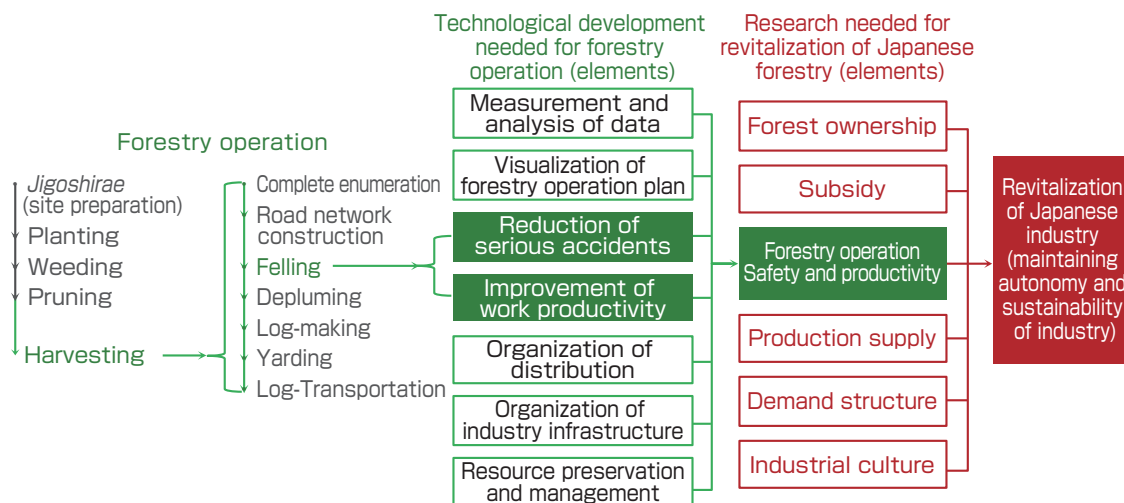 Forestry operation
Jigoshirae
(site preparation)
Planting
Weeding
Pruning
Harvesting
Complete enumeration
Road network
construction
Felling
Depluming
Log-making
Yarding
Log-Transportation
Technological development
needed for forestry
operation (elements)
Measurement and
analysis of data
Visualization of
forestry operation plan
Reduction of
serious accidents
Improvement of
work productivity
Organization of
distribution
Organization of
industry infrastructure
Resource preservation
and management
Research needed for
revitalization of Japanese
forestry (elements)
Forest ownership
Subsidy
Forestry operation
Safety and productivity
Production supply
Demand structure
Industrial culture
Revitalization
of Japanese
industry
(maintaining
autonomy and
sustainability
of industry)